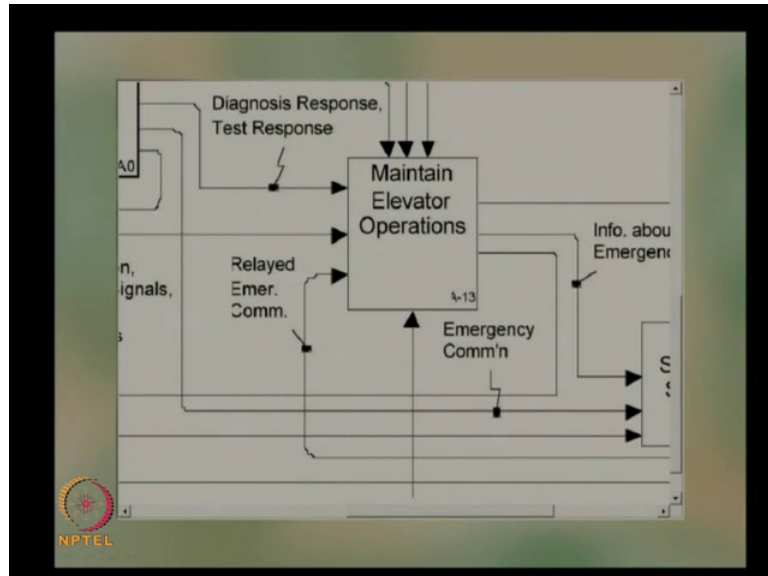 Diagnosis Response,
Test Response
A0
Maintain
Elevator
Operations
A-13
Info. abou
Emergenc
n,
ignals,
s
Relayed
Emer.
Comm.
Emergency
Comm'n
S
S
NPTEL